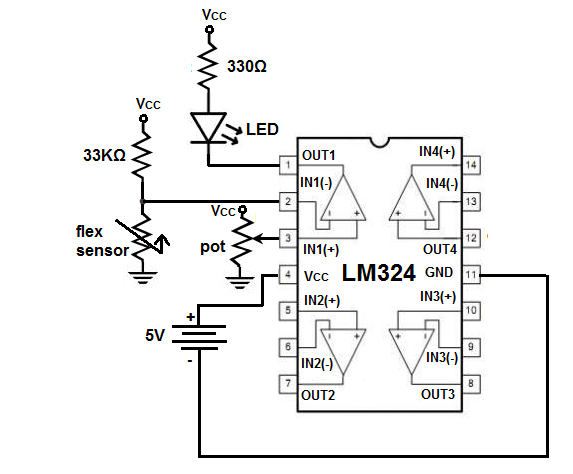 Vcc
330Ω
Vcc
LED
33KΩ
OUT1
IN4(+)
1
14
IN1(-)
IN4(-)
2
13
Vcc
flex
sensor
pot
3
12
IN1(+)
OUT4
4
Vcc
LM324
GND
11
IN2(+)
IN3(+)
5
10
+
5V
-
6
9
IN2(-)
IN3(-)
7
8
OUT2
OUT3